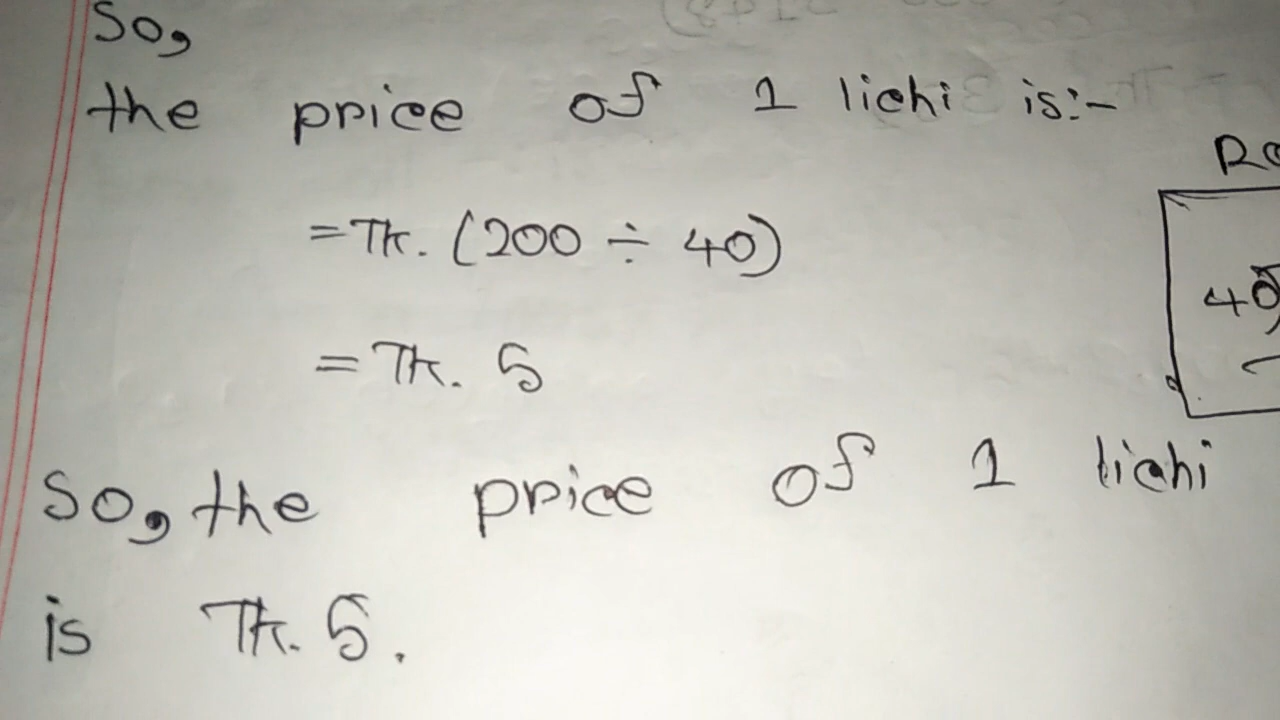 So,
the price of 1 lichi is:-
= Tk. (200 ÷ 40)
= Tk. 5
So, the price of 1 lichi
is Tk. 5.
40